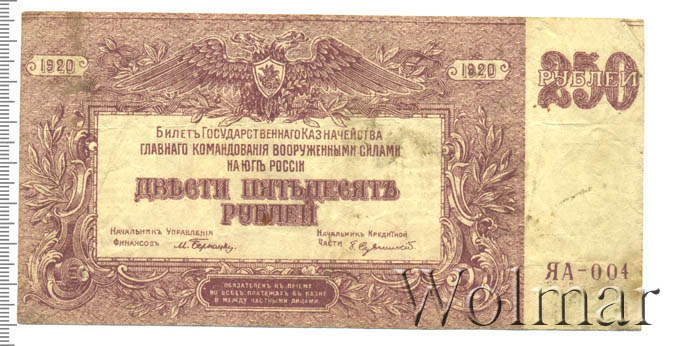 1920
1920
250
РУБЛЕЙ
БИЛЕТЪ ГОСУДАРСТВЕННАГО КАЗНАЧЕЙСТВА
ГЛАВНАГО КОМАНДОВАНІЯ ВООРУЖЕННЫМИ СИЛАМИ
НА ЮГѢ РОССІИ
ДВѢСТИ ПЯТЬДЕСЯТЪ
РУБЛЕЙ
НАЧАЛЬНИКЪ УПРАВЛЕНІЯ
ФИНАНСОВЪ
НАЧАЛЬНИКЪ КРЕДИТНОЙ
ЧАСТИ
ЯА-004
ОБЯЗАТЕЛЕНЪ КЪ ПРІЕМУ
ВО ВСѢХЪ ПЛАТЕЖАХЪ ВЪ КАЗНУ
И МЕЖДУ ЧАСТНЫМИ ЛИЦАМИ.
Wolmar